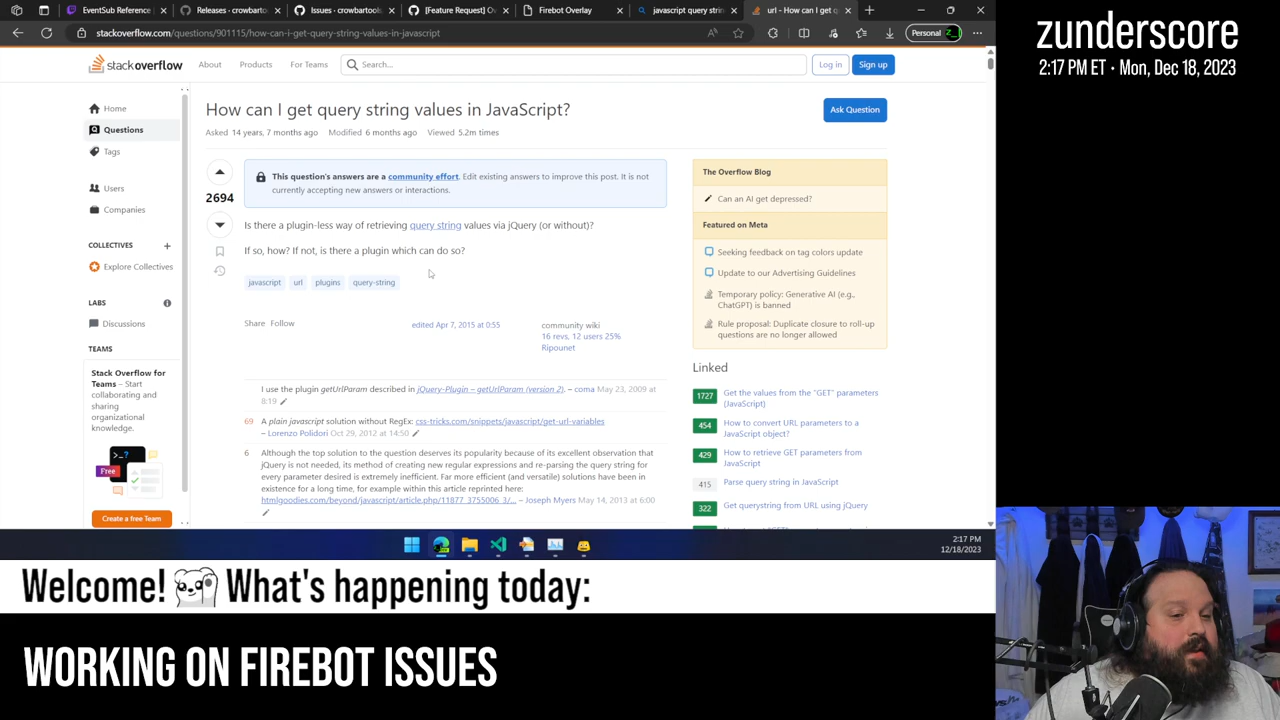 EventSub Reference
Releases · crowbarto
Issues · crowbartools
[Feature Request] Ov
Firebot Overlay
javascript query strin
url - How can I get q
stackoverflow.com/questions/901115/how-can-i-get-query-string-values-in-javascript
Personal
stackoverflow
About
Products
For Teams
Search...
Log in
Sign up
Home
Questions
Tags
Users
Companies
COLLECTIVES
Explore Collectives
LABS
Discussions
TEAMS
Stack Overflow for
Teams – Start
collaborating and
sharing
organizational
knowledge.
>_?
Free
Create a free Team
How can I get query string values in JavaScript?
Ask Question
Asked 14 years, 7 months ago
Modified 6 months ago
Viewed 5.2m times
2694
This question's answers are a community effort. Edit existing answers to improve this post. It is not
currently accepting new answers or interactions.
Is there a plugin-less way of retrieving query string values via jQuery (or without)?
If so, how? If not, is there a plugin which can do so?
javascript
url
plugins
query-string
Share
Follow
edited Apr 7, 2015 at 0:55
community wiki
16 revs, 12 users 25%
Ripounet
I use the plugin getUrlParam described in jQuery-Plugin – getUrlParam (version 2). – coma May 23, 2009 at
8:19
69 A plain javascript solution without RegEx: css-tricks.com/snippets/javascript/get-url-variables
– Lorenzo Polidori Oct 29, 2012 at 14:50
6 Although the top solution to the question deserves its popularity because of its excellent observation that
jQuery is not needed, its method of creating new regular expressions and re-parsing the query string for
every parameter desired is extremely inefficient. Far more efficient (and versatile) solutions have been in
existence for a long time, for example within this article reprinted here:
htmlgoodies.com/beyond/javascript/article.php/11877_3755006_3/... – Joseph Myers May 14, 2013 at 6:00
The Overflow Blog
Can an AI get depressed?
Featured on Meta
Seeking feedback on tag colors update
Update to our Advertising Guidelines
Temporary policy: Generative AI (e.g.,
ChatGPT) is banned
Rule proposal: Duplicate closure to roll-up
questions are no longer allowed
Linked
1727 Get the values from the "GET" parameters
(JavaScript)
454 How to convert URL parameters to a
JavaScript object?
429 How to retrieve GET parameters from
JavaScript
415 Parse query string in JavaScript
322 Get querystring from URL using jQuery
2:17 PM
12/18/2023
zunderscore
2:17 PM ET • Mon, Dec 18, 2023
Welcome! What's happening today:
WORKING ON FIREBOT ISSUES